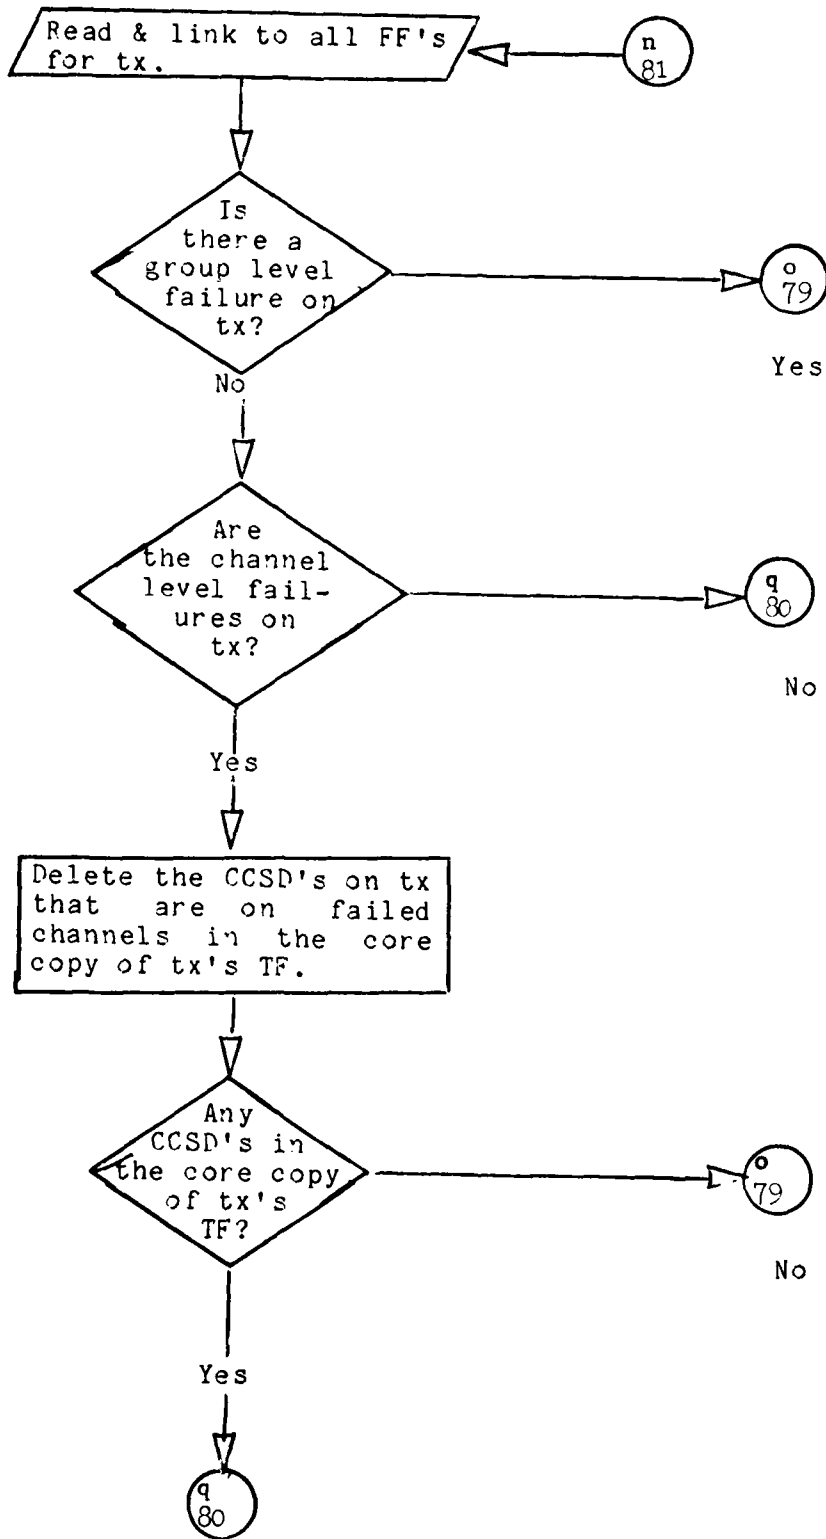 Read & link to all FF's
for tx.
n
81
Is
there a
group level
failure on
tx?
o
79
Yes
No
Are
the channel
level fail-
ures on
tx?
q
80
No
Yes
Delete the CCSD's on tx
that are on failed
channels in the core
copy of tx's TF.
Any
CCSD's in
the core copy
of tx's
TF?
o
79
No
Yes
q
80